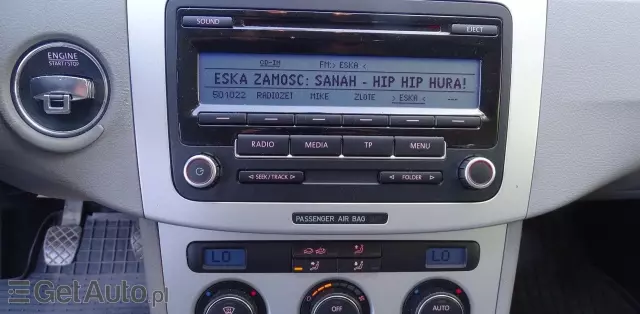 SOUND
EJECT
ENGINE
START/STOP
CD-IN FM:> ESKA <
ESKA ZAMOSC: SANAH - HIP HIP HURA!
501022 RADIOZET MIKE ZLOTE > ESKA < ---
RADIO MEDIA TP MENU
SEEK/TRACK FOLDER
PASSENGER AIR BAG
LO LO
OFF AUTO
GetAuto.pl